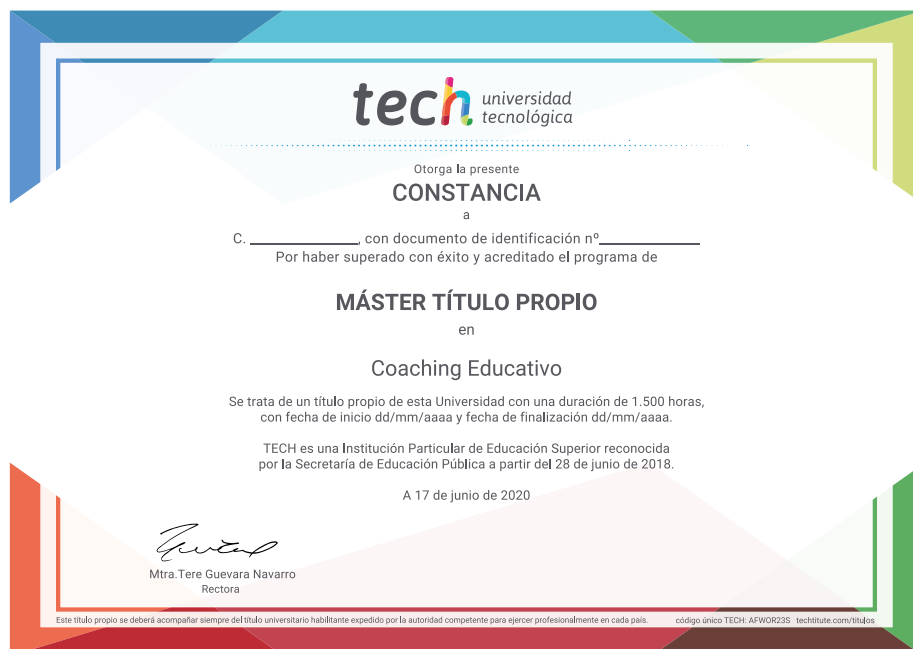 tech universidad
tecnológica
Otorga la presente
CONSTANCIA
a
C. ____________, con documento de identificación nº____________
Por haber superado con éxito y acreditado el programa de
MÁSTER TÍTULO PROPIO
en
Coaching Educativo
Se trata de un título propio de esta Universidad con una duración de 1.500 horas,
con fecha de inicio dd/mm/aaaa y fecha de finalización dd/mm/aaaa.
TECH es una Institución Particular de Educación Superior reconocida
por la Secretaría de Educación Pública a partir del 28 de junio de 2018.
A 17 de junio de 2020
Mtra.Tere Guevara Navarro
Rectora
Este título propio se deberá acompañar siempre del título universitario habilitante expedido por la autoridad competente para ejercer profesionalmente en cada país. código único TECH: AFWOR23S techtitute.com/titulos